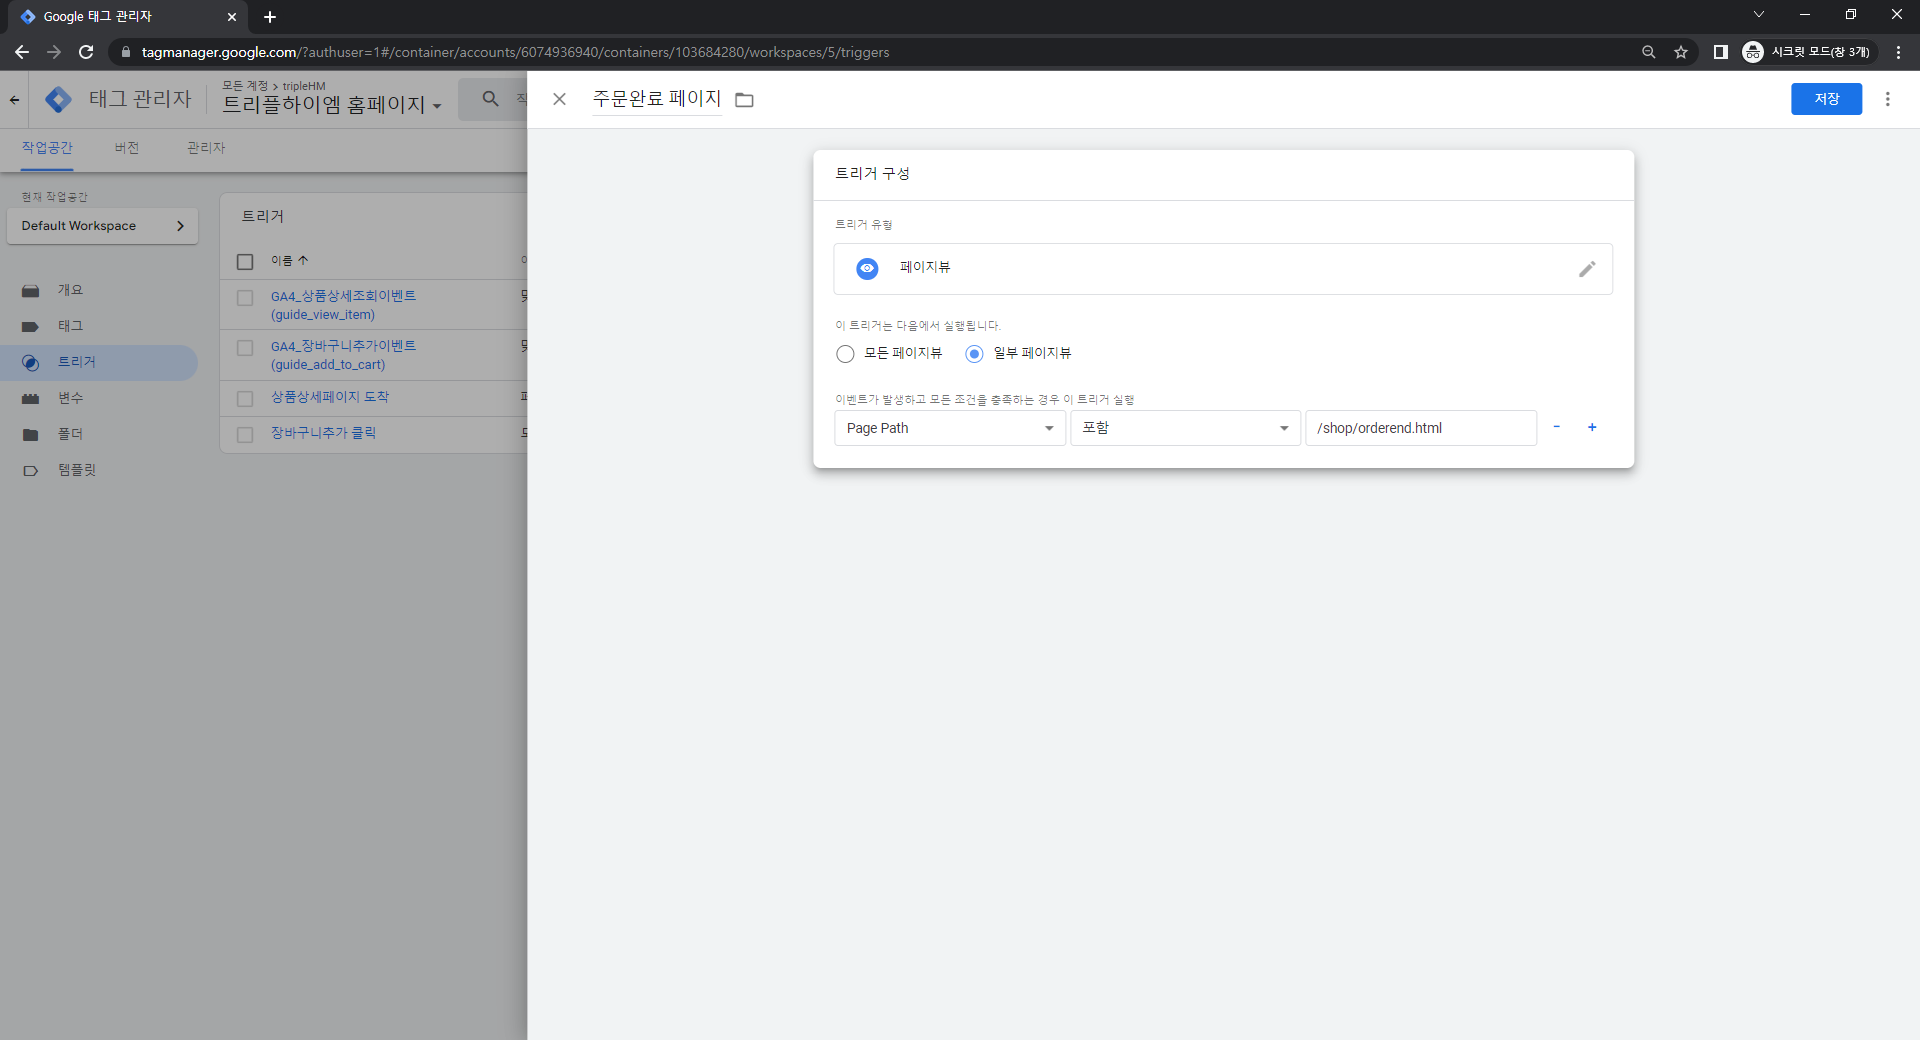 Google 태그 관리자
tagmanager.google.com/?authuser=1#/container/accounts/6074936940/containers/103684280/workspaces/5/triggers
시크릿 모드(창 3개)
태그 관리자
모든 계정 > tripleHM
트리플하이엠 홈페이지
주문완료 페이지
저장
작업공간
버전
관리자
현재 작업공간
Default Workspace
개요
태그
트리거
변수
폴더
템플릿
트리거
이름
GA4_상품상세조회이벤트
(guide_view_item)
GA4_장바구니추가이벤트
(guide_add_to_cart)
상품상세페이지 도착
장바구니추가 클릭
트리거 구성
트리거 유형
페이지뷰
이 트리거는 다음에서 실행됩니다.
모든 페이지뷰
일부 페이지뷰
이벤트가 발생하고 모든 조건을 충족하는 경우 이 트리거 실행
Page Path
포함
/shop/orderend.html
-
+